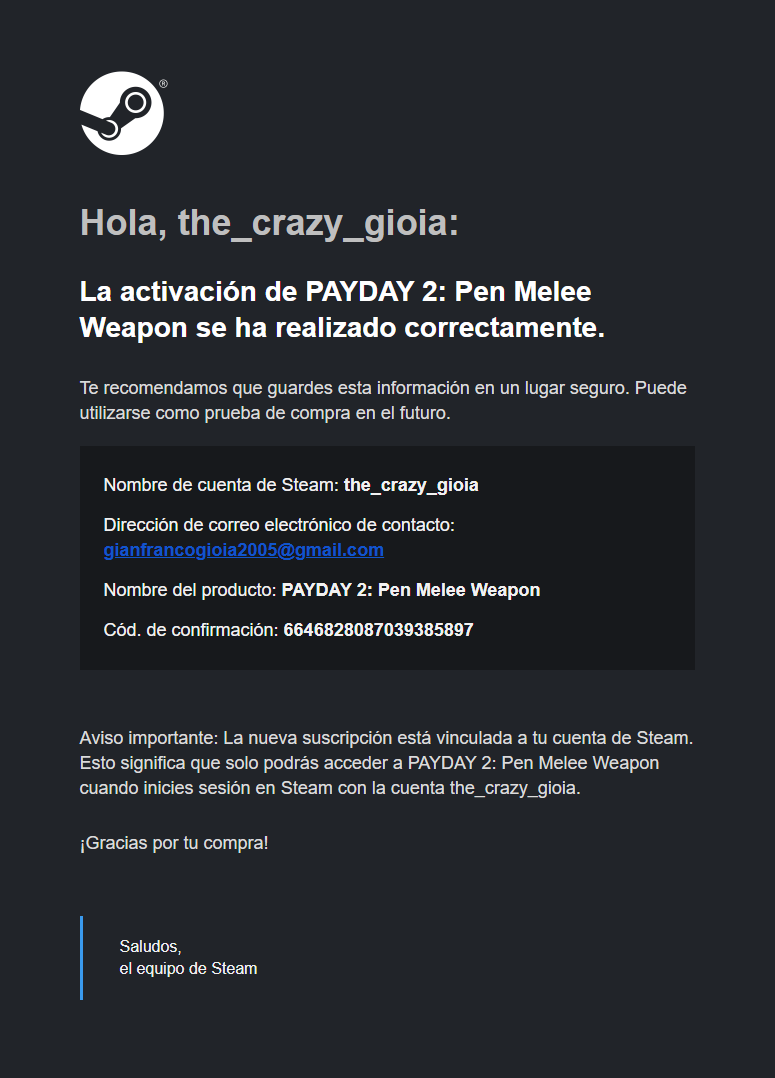 ®
Hola, the_crazy_gioia:
La activación de PAYDAY 2: Pen Melee
Weapon se ha realizado correctamente.
Te recomendamos que guardes esta información en un lugar seguro. Puede
utilizarse como prueba de compra en el futuro.
Nombre de cuenta de Steam: the_crazy_gioia
Dirección de correo electrónico de contacto:
gianfrancogioia2005@gmail.com
Nombre del producto: PAYDAY 2: Pen Melee Weapon
Cód. de confirmación: 6646828087039385897
Aviso importante: La nueva suscripción está vinculada a tu cuenta de Steam.
Esto significa que solo podrás acceder a PAYDAY 2: Pen Melee Weapon
cuando inicies sesión en Steam con la cuenta the_crazy_gioia.
¡Gracias por tu compra!
Saludos,
el equipo de Steam